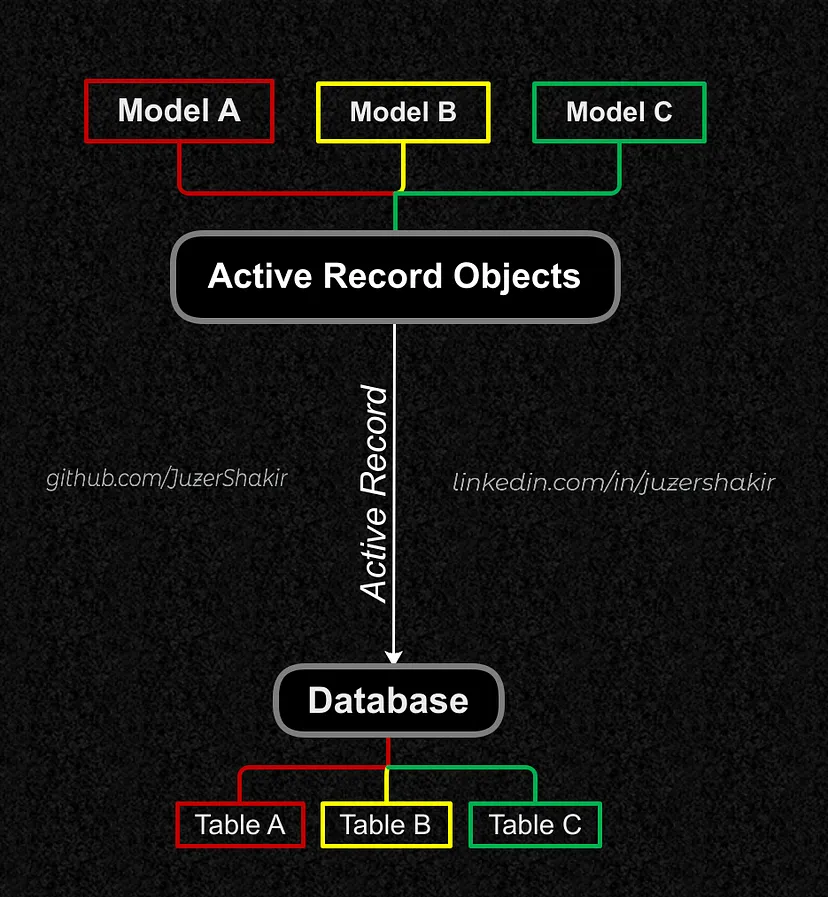 Model A
Model B
Model C
Active Record Objects
Active Record
github.com/JuzerShakir
linkedin.com/in/juzershakir
Database
Table A
Table B
Table C